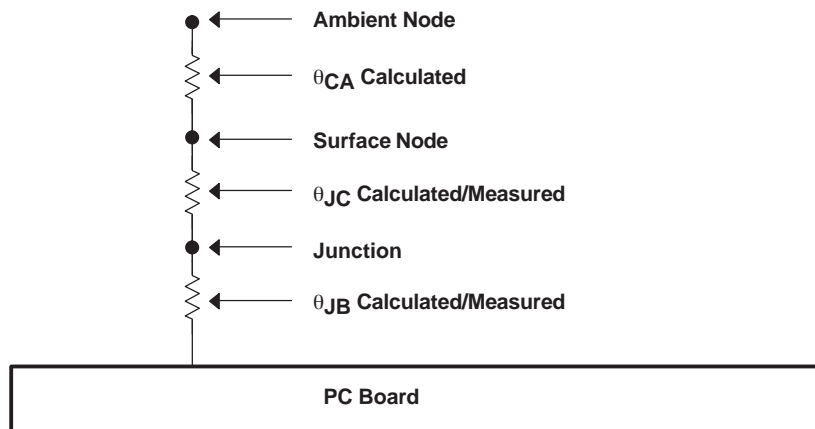 Ambient Node
θCA Calculated
Surface Node
θJC Calculated/Measured
Junction
θJB Calculated/Measured
PC Board